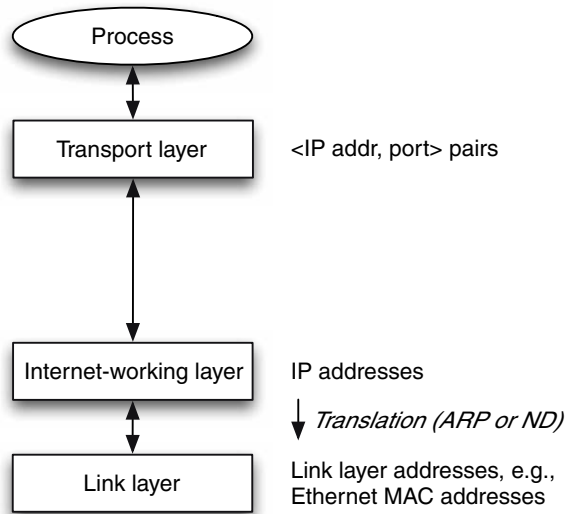 Process
Transport layer
<IP addr, port> pairs
Internet-working layer
IP addresses
Translation (ARP or ND)
Link layer
Link layer addresses, e.g.,
Ethernet MAC addresses